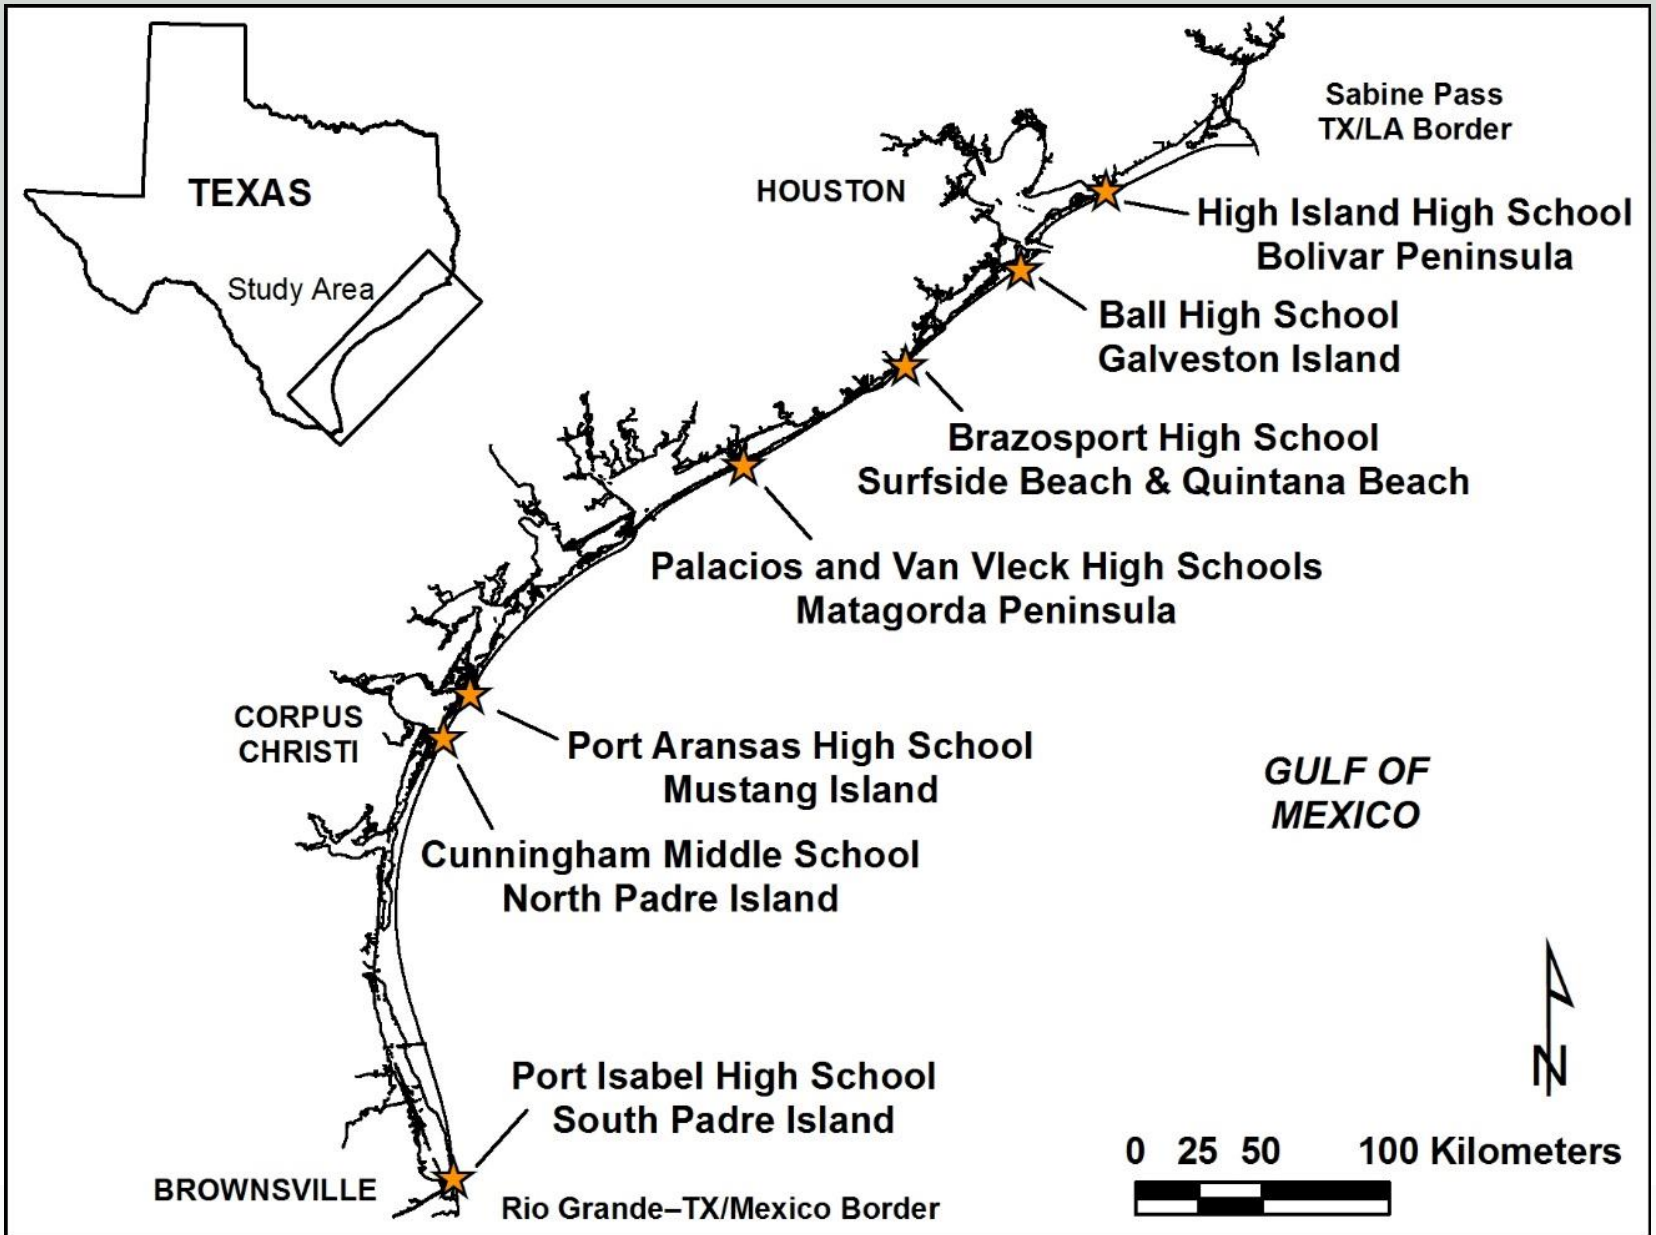 Sabine Pass
TX/LA Border
TEXAS
HOUSTON
High Island High School
Bolivar Peninsula
Study Area
Ball High School
Galveston Island
Brazosport High School
Surfside Beach & Quintana Beach
Palacios and Van Vleck High Schools
Matagorda Peninsula
CORPUS
CHRISTI
Port Aransas High School
Mustang Island
GULF OF
MEXICO
Cunningham Middle School
North Padre Island
N
Port Isabel High School
South Padre Island
0 25 50 100 Kilometers
BROWNSVILLE
Rio Grande–TX/Mexico Border